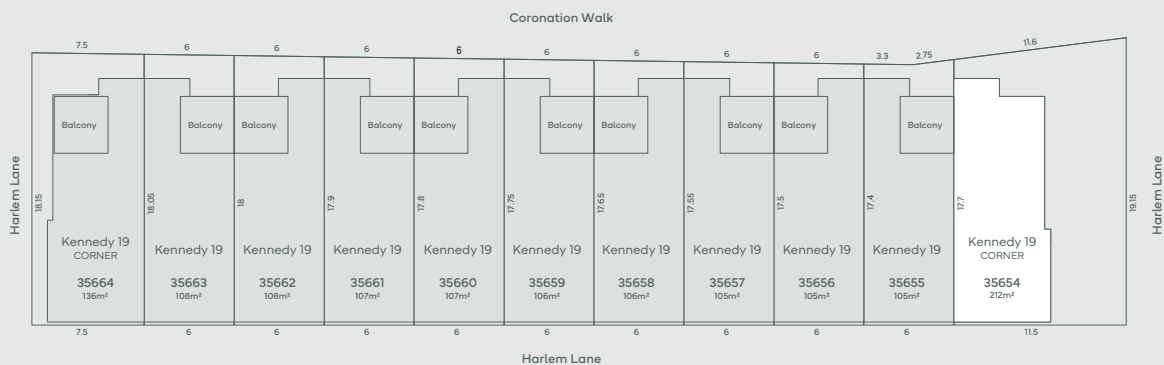 Coronation Walk
7.5 6 6 6 6 6 6 6 6 3.3 2.75 11.6
Balcony Balcony Balcony Balcony Balcony Balcony Balcony Balcony Balcony Balcony
Harlem Lane
18.15 18.05 18 17.9 17.8 17.75 17.65 17.55 17.5 17.4 17.7 19.15
Harlem Lane
Kennedy 19 Kennedy 19 Kennedy 19 Kennedy 19 Kennedy 19 Kennedy 19 Kennedy 19 Kennedy 19 Kennedy 19 Kennedy 19 Kennedy 19
CORNER CORNER
35664 35663 35662 35661 35660 35659 35658 35657 35656 35655 35654
136m² 108m² 108m² 107m² 107m² 106m² 106m² 105m² 105m² 105m² 212m²
7.5 6 6 6 6 6 6 6 6 6 11.5
Harlem Lane